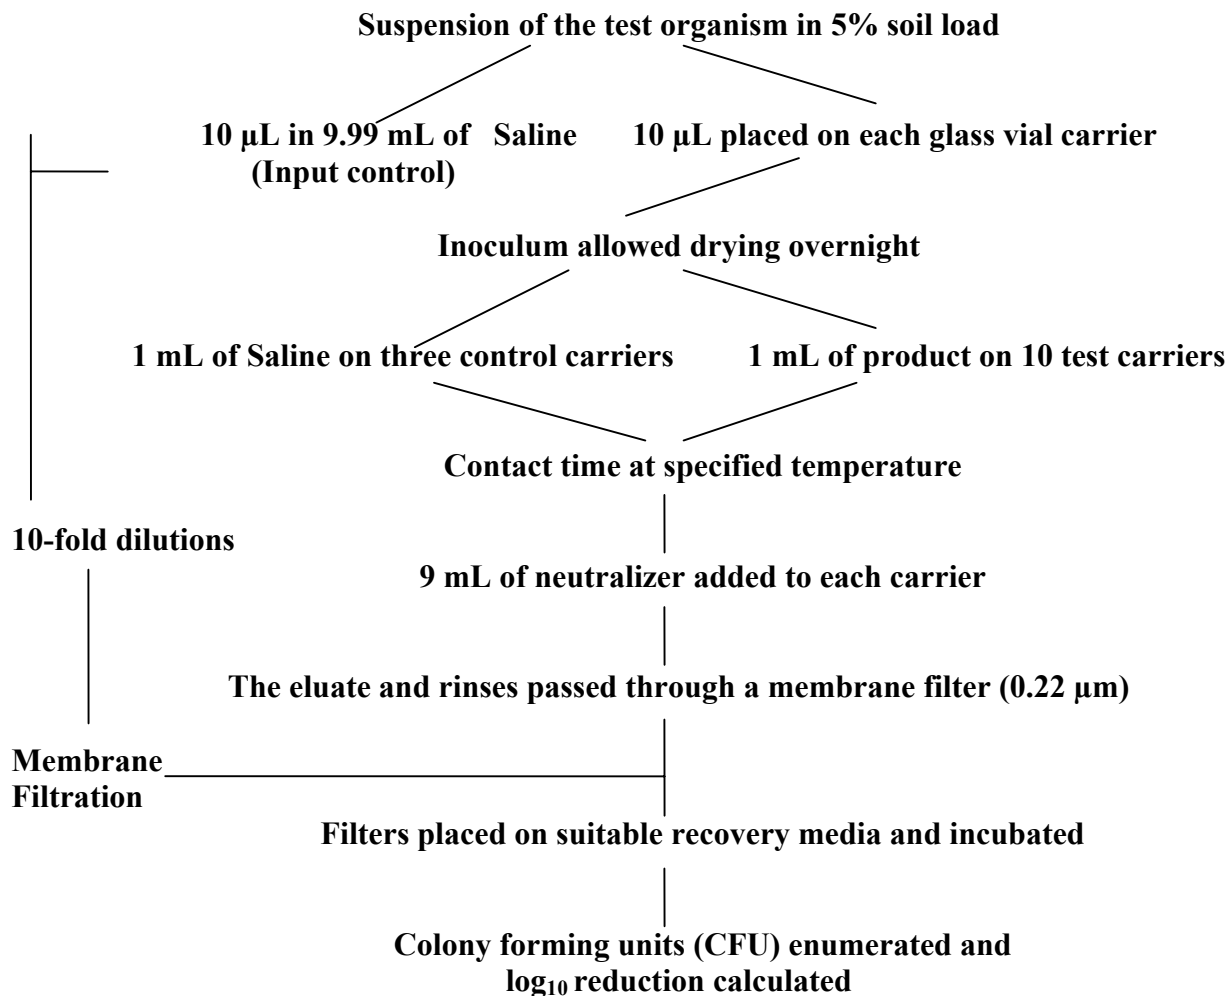 Suspension of the test organism in 5% soil load
10 µL in 9.99 mL of Saline
(Input control)
10 µL placed on each glass vial carrier
Inoculum allowed drying overnight
1 mL of Saline on three control carriers
1 mL of product on 10 test carriers
Contact time at specified temperature
10-fold dilutions
9 mL of neutralizer added to each carrier
The eluate and rinses passed through a membrane filter (0.22 µm)
Membrane
Filtration
Filters placed on suitable recovery media and incubated
Colony forming units (CFU) enumerated and
log₁₀ reduction calculated